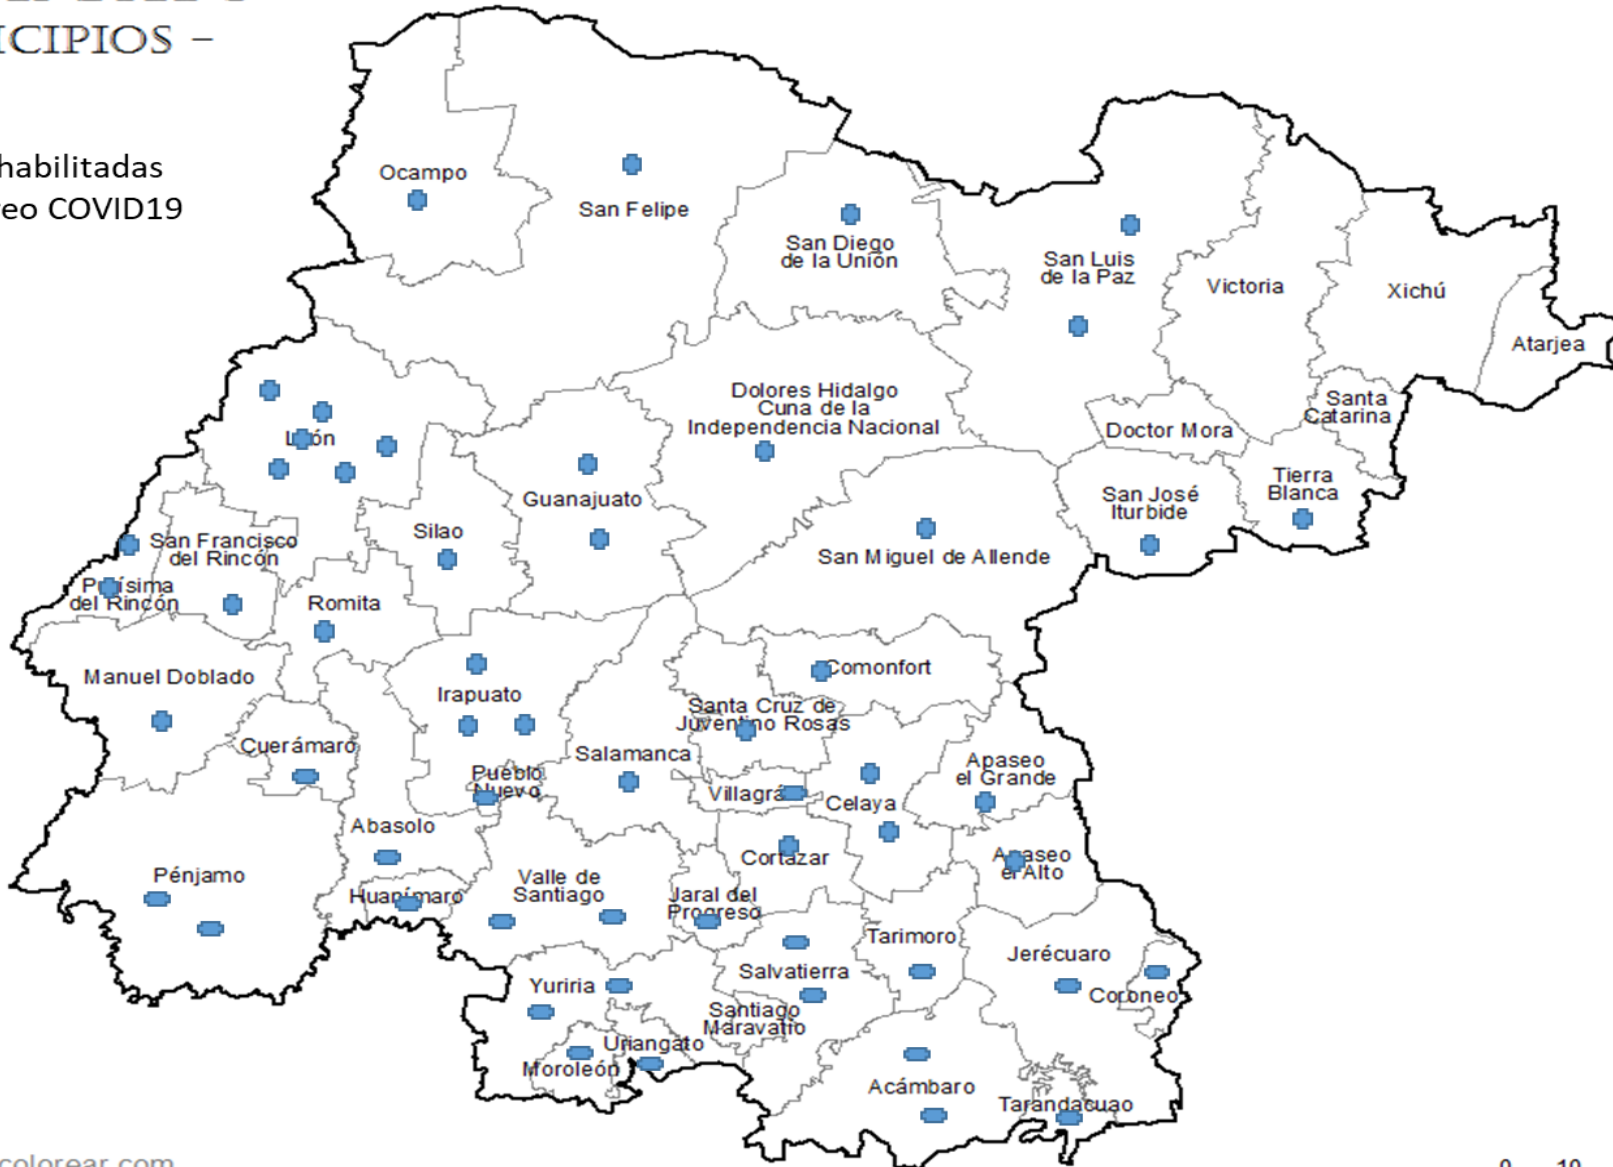 ICIPIOS –
habilitadas
reo COVID19
Ocampo
San Felipe
San Diego
de la Unión
San Luis
de la Paz
Victoria
Xichú
Atarjea
Santa
Catarina
Doctor Mora
Dolores Hidalgo
Cuna de la
Independencia Nacional
León
Guanajuato
Silao
San Francisco
del Rincón
Purísima
del Rincón
Romita
San Miguel de Allende
San José
Iturbide
Tierra
Blanca
Manuel Doblado
Cuerámaro
Irapuato
Pueblo
Nuevo
Salamanca
Santa Cruz de
Juventino Rosas
Comonfort
Villagrán
Celaya
Apaseo
el Grande
Apaseo
el Alto
Cortazar
Abasolo
Pénjamo
Huanímaro
Valle de
Santiago
Jaral del
Progreso
Salvatierra
Tarimoro
Jerécuaro
Coroneo
Yuriria
Santiago
Maravatío
Uriangato
Moroleón
Acámbaro
Tarandacuao
colorear.com
0 10